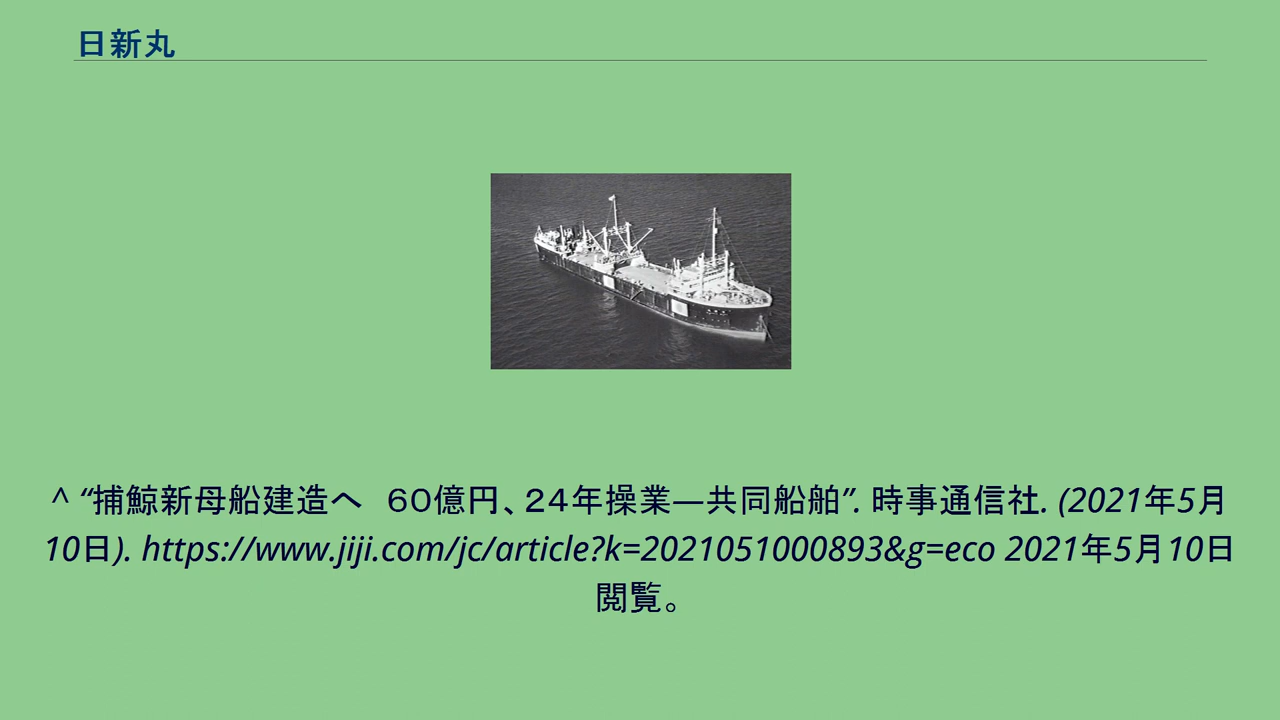 日新丸
^ “捕鯨新母船建造へ　６０億円、２４年操業―共同船舶”. 時事通信社. (2021年5月
10日). https://www.jiji.com/jc/article?k=2021051000893&g=eco 2021年5月10日
閲覧。